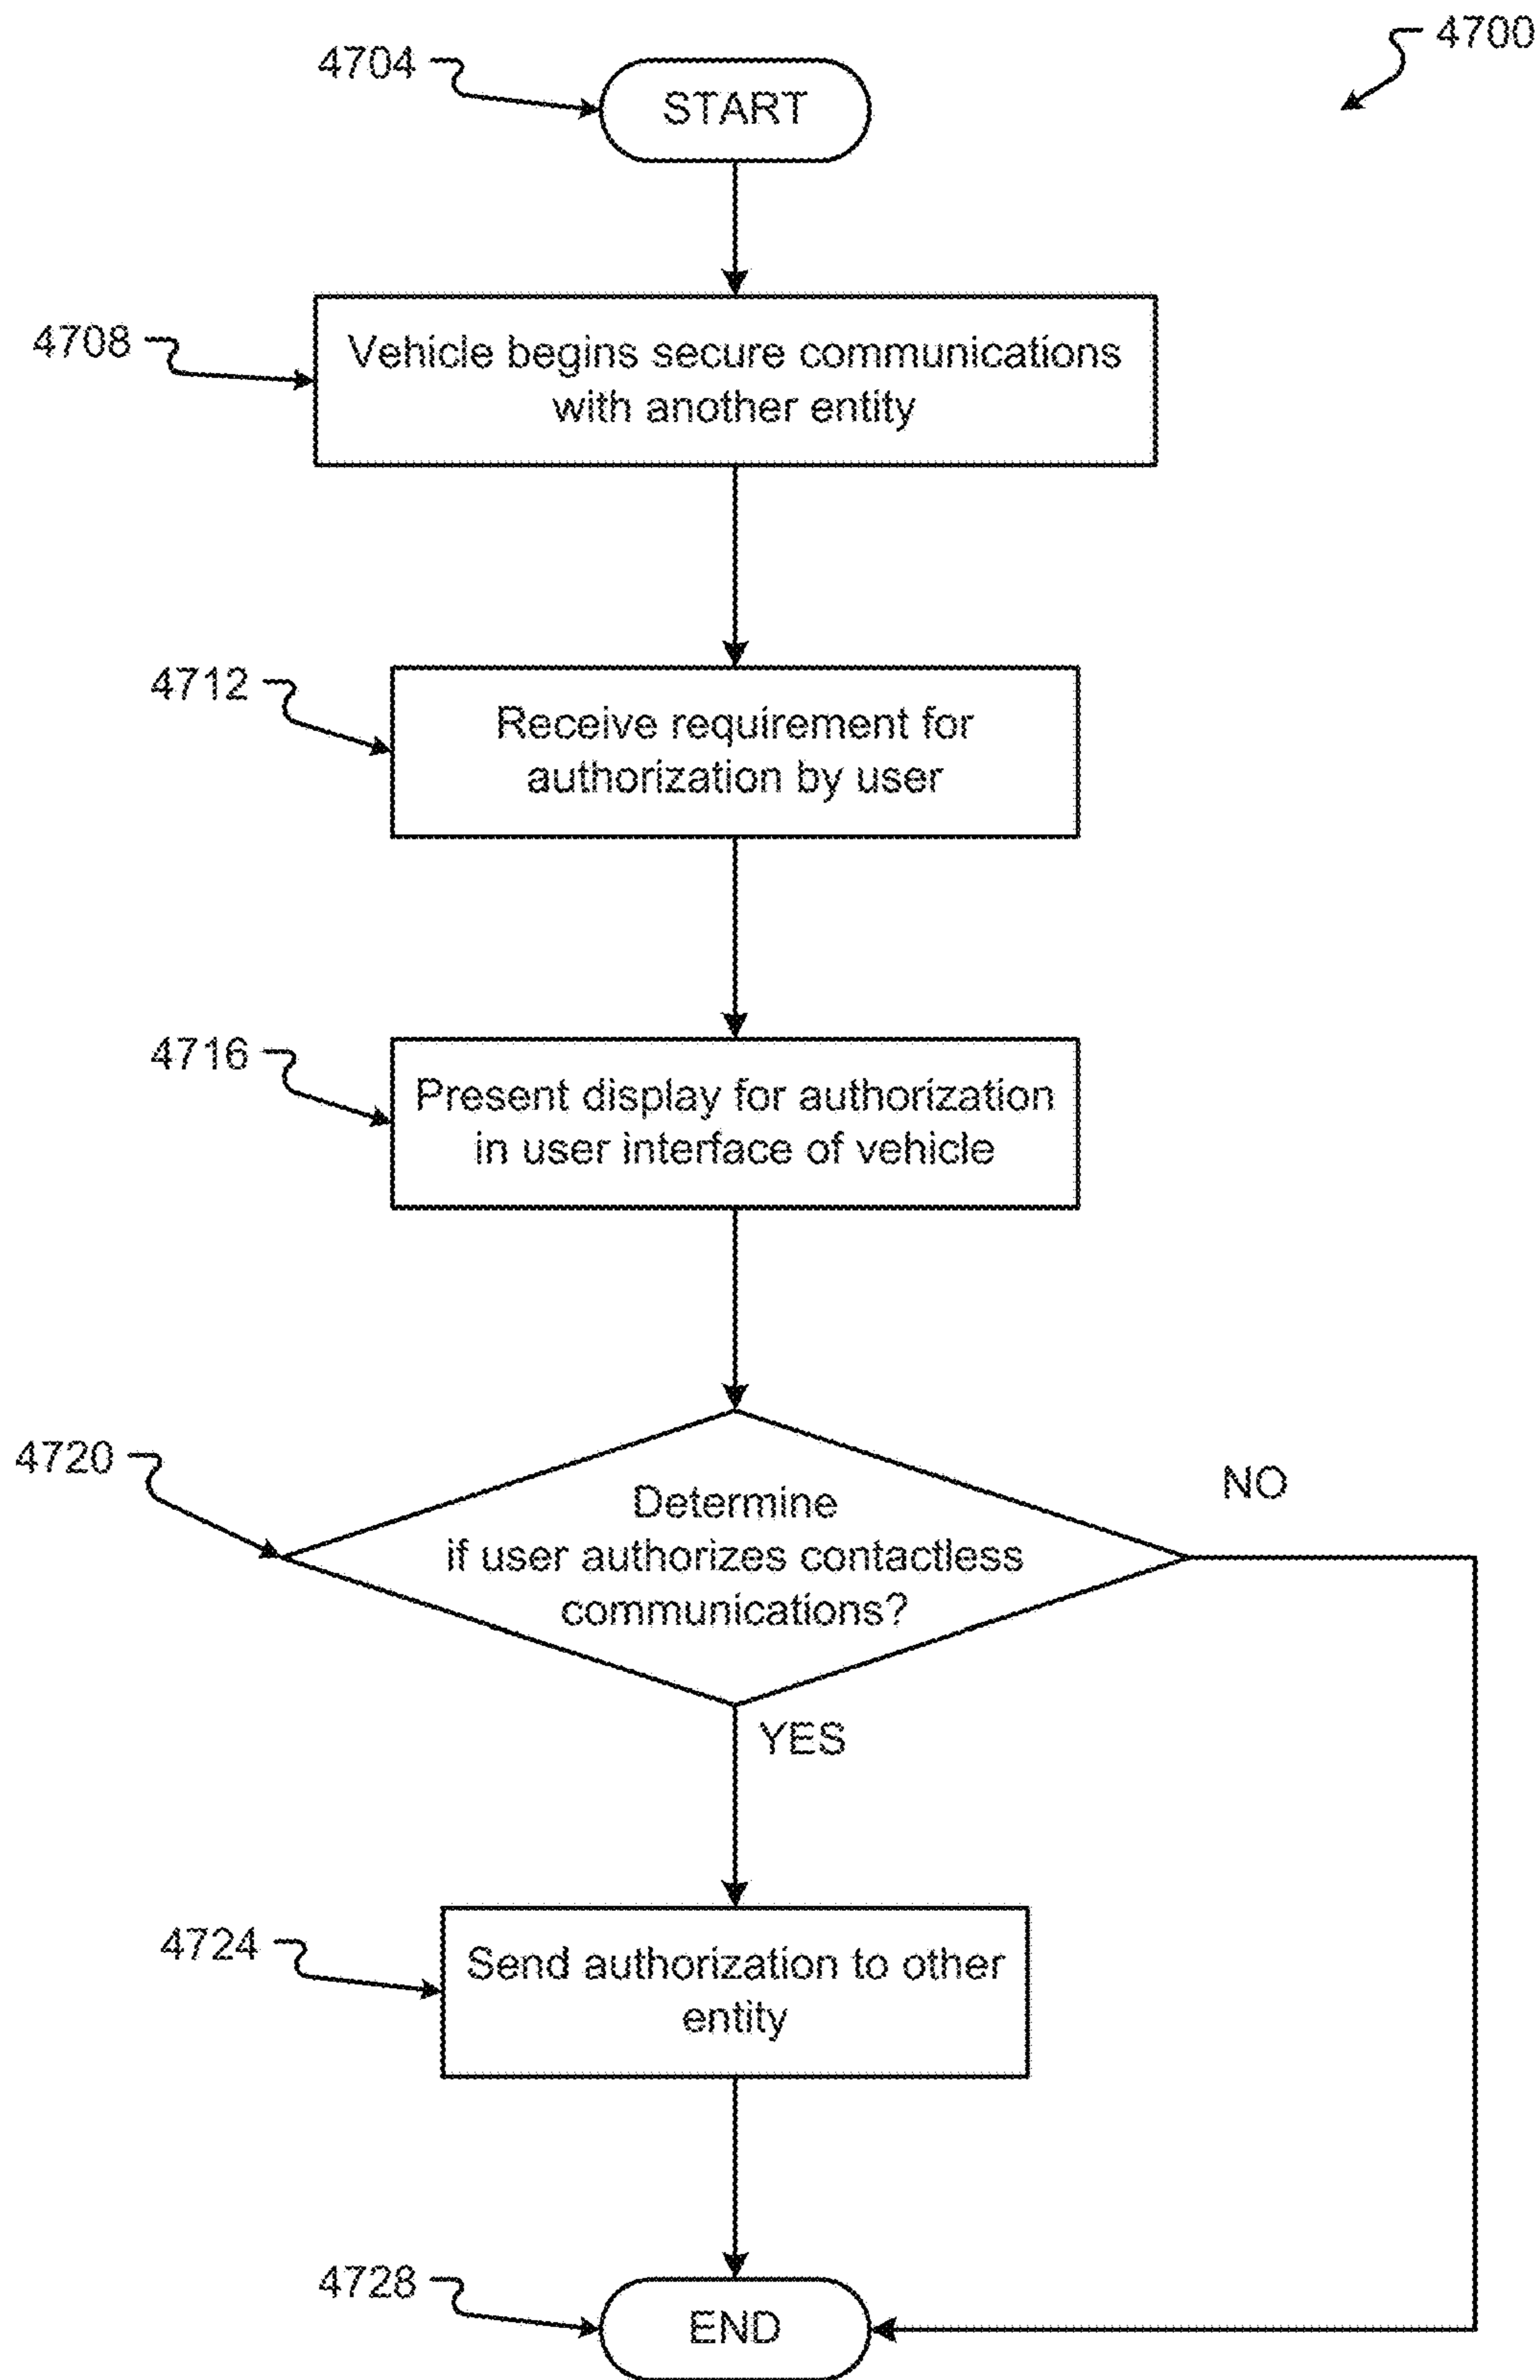 4700
4704
START
4708
Vehicle begins secure communications
with another entity
4712
Receive requirement for
authorization by user
4716
Present display for authorization
in user interface of vehicle
4720
Determine
if user authorizes contactless
communications?
NO
YES
4724
Send authorization to other
entity
4728
END